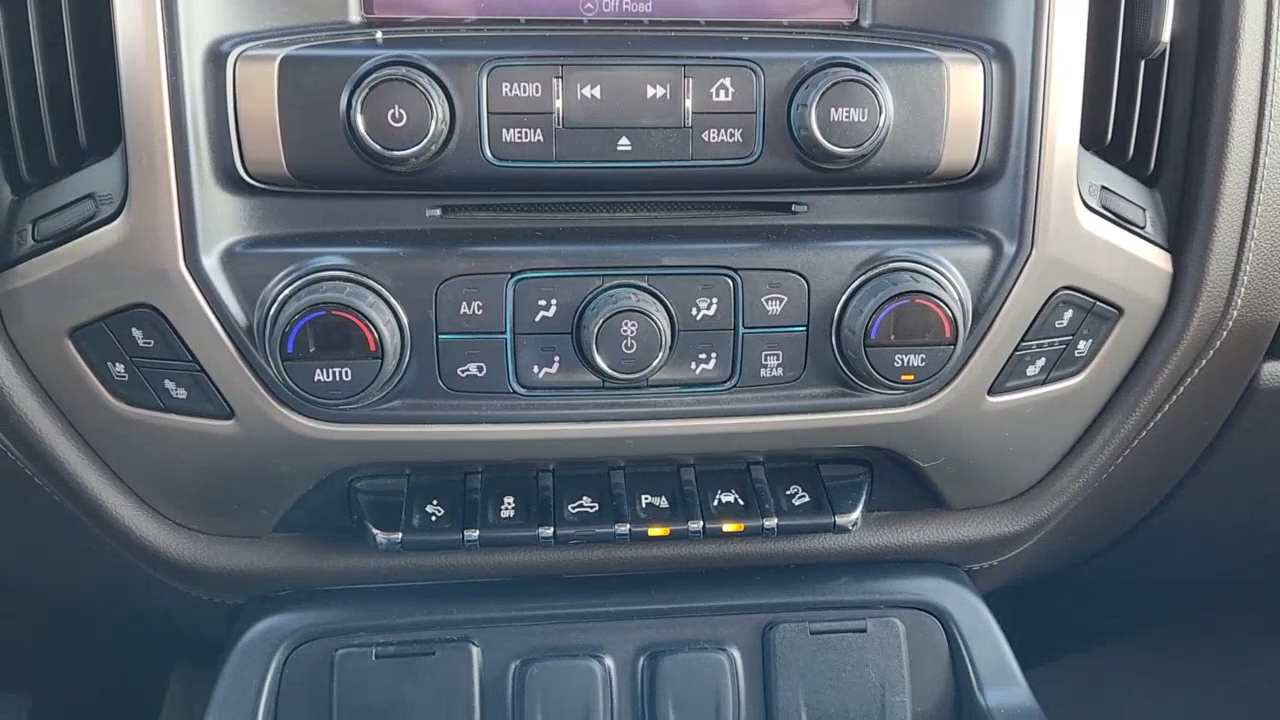 Off Road
RADIO
MEDIA
BACK
MENU
A/C
AUTO
REAR
SYNC
OFF
P